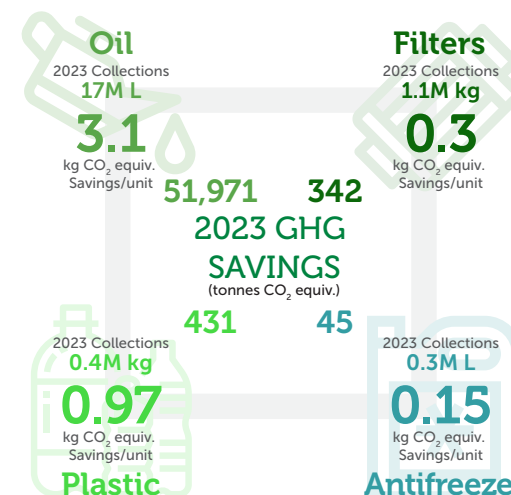 Oil
2023 Collections
17M L
3.1
kg CO₂ equiv.
Savings/unit
Filters
2023 Collections
1.1M kg
0.3
kg CO₂ equiv.
Savings/unit
51,971
342
2023 GHG
SAVINGS
(tonnes CO₂ equiv.)
431
45
2023 Collections
0.4M kg
0.97
kg CO₂ equiv.
Savings/unit
Plastic
2023 Collections
0.3M L
0.15
kg CO₂ equiv.
Savings/unit
Antifreeze